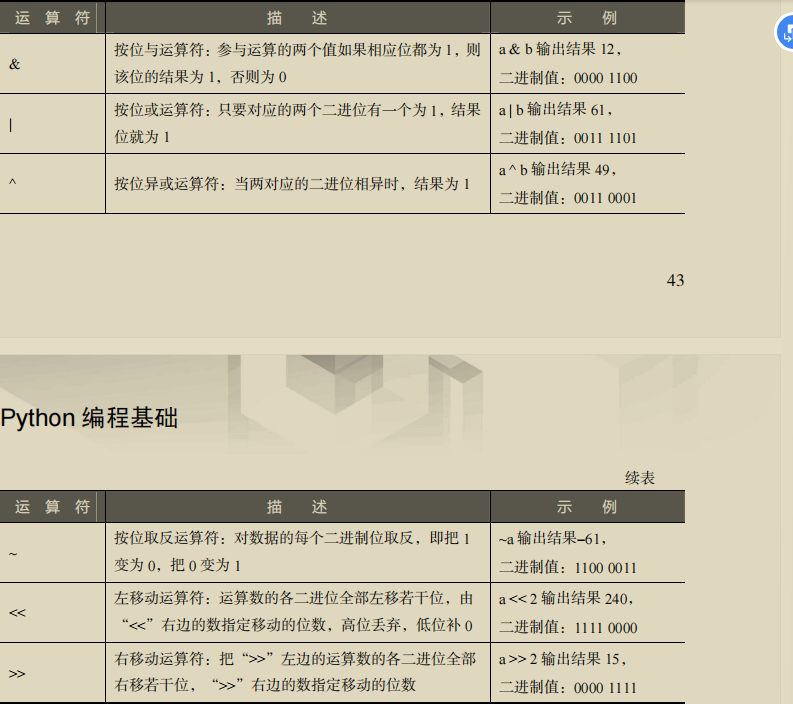 运 算 符 描 述 示 例
& 按位与运算符：参与运算的两个值如果相应位都为 1，则 a & b 输出结果 12，
该位的结果为 1，否则为 0 二进制值：0000 1100
| 按位或运算符：只要对应的两个二进位有一个为 1，结果 a | b 输出结果 61，
位就为 1 二进制值：0011 1101
^ 按位异或运算符：当两对应的二进位相异时，结果为 1 a ^ b 输出结果 49，
二进制值：0011 0001
43
Python 编程基础
续表
运 算 符 描 述 示 例
~ 按位取反运算符：对数据的每个二进制位取反，即把 1 ~a 输出结果–61，
变为 0，把 0 变为 1 二进制值：1100 0011
<< 左移动运算符：运算数的各二进位全部左移若干位，由 a << 2 输出结果 240，
“<<”右边的数指定移动的位数，高位丢弃，低位补 0 二进制值：1111 0000
>> 右移动运算符：把“>>”左边的运算数的各二进位全部 a >> 2 输出结果 15，
右移若干位，“>>”右边的数指定移动的位数 二进制值：0000 1111